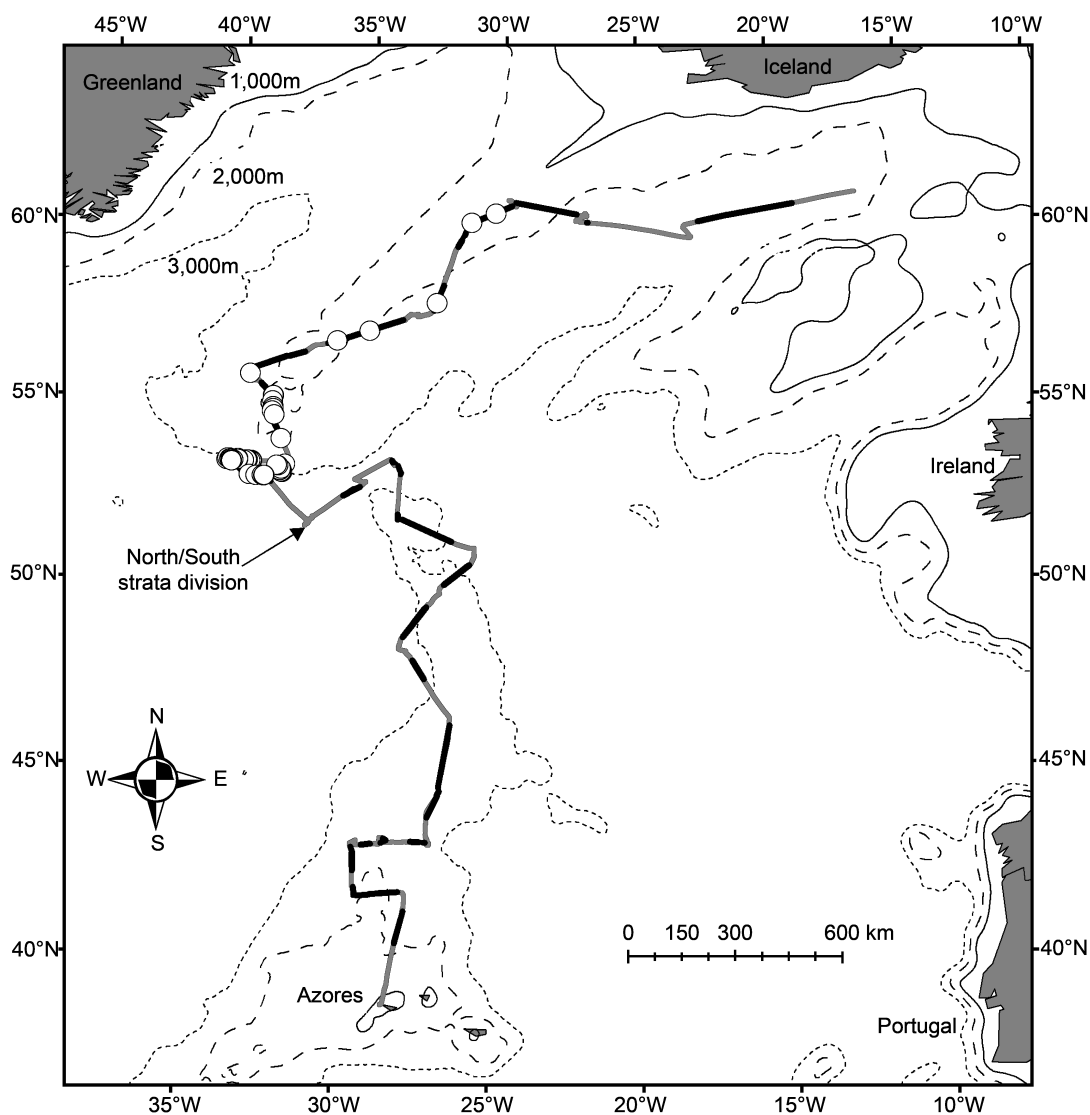 45°W 40°W 35°W 30°W 25°W 20°W 15°W 10°W
Greenland
1,000m
Iceland
2,000m
60°N 60°N
3,000m
55°N 55°N
Ireland
North/South
strata division
50°N 50°N
N
45°N 45°N
W E
S
0 150 300 600 km
40°N 40°N
Azores
Portugal
35°W 30°W 25°W 20°W 15°W 10°W